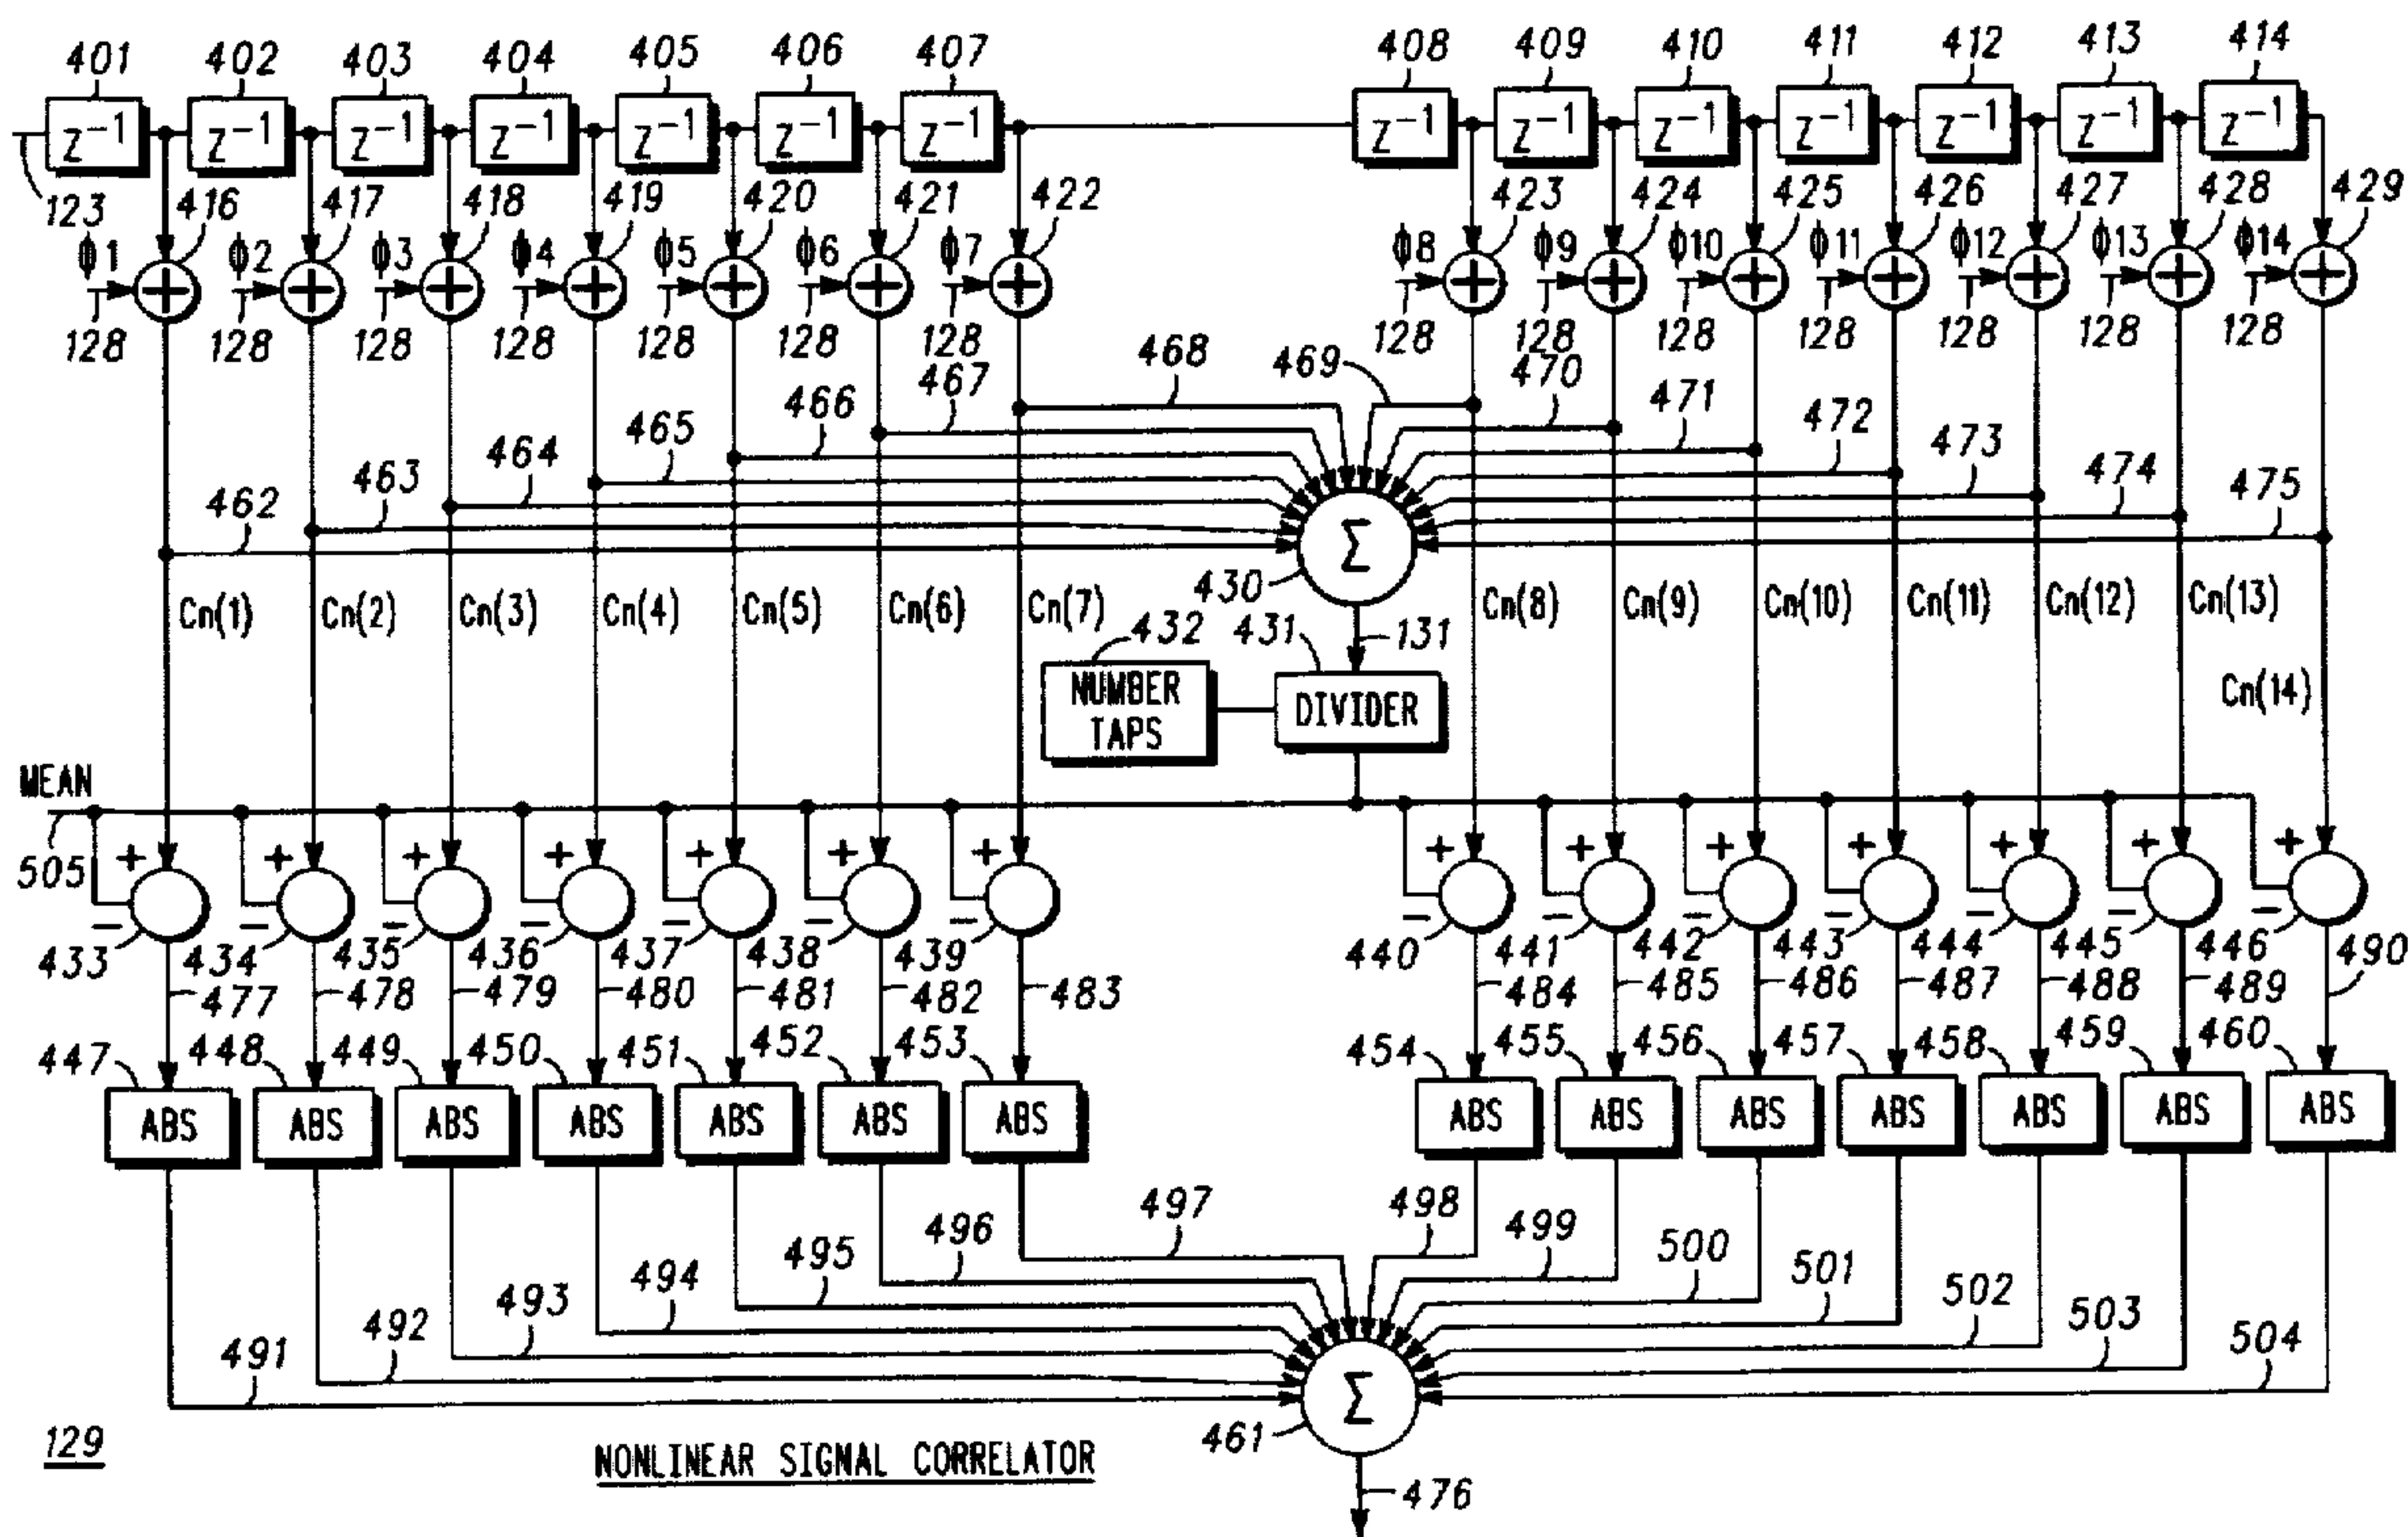 401 402 403 404 405 406 407 408 409 410 411 412 413 414
Z⁻¹ Z⁻¹ Z⁻¹ Z⁻¹ Z⁻¹ Z⁻¹ Z⁻¹ Z⁻¹ Z⁻¹ Z⁻¹ Z⁻¹ Z⁻¹ Z⁻¹ Z⁻¹
123 416 417 418 419 420 421 422 423 424 425 426 427 428 429
ϕ1 ϕ2 ϕ3 ϕ4 ϕ5 ϕ6 ϕ7 ϕ8 ϕ9 ϕ10 ϕ11 ϕ12 ϕ13 ϕ14
+ + + + + + + + + + + + + +
128 128 128 128 128 128 128 128 128 128 128 128 128 128
462 463 464 465 466 467 468 469 470 471 472 473 474 475
Σ
430
Cn(1) Cn(2) Cn(3) Cn(4) Cn(5) Cn(6) Cn(7) Cn(8) Cn(9) Cn(10) Cn(11) Cn(12) Cn(13)
432 431 131
NUMBER
TAPS
DIVIDER
Cn(14)
MEAN
505
+ + + + + + + + + + + + + +
− − − − − − − − − − − − − −
433 434 435 436 437 438 439 440 441 442 443 444 445 446
477 478 479 480 481 482 483 484 485 486 487 488 489 490
447 448 449 450 451 452 453 454 455 456 457 458 459 460
ABS ABS ABS ABS ABS ABS ABS ABS ABS ABS ABS ABS ABS ABS
491 492 493 494 495 496 497 498 499 500 501 502 503 504
Σ
461
129
NONLINEAR SIGNAL CORRELATOR
476